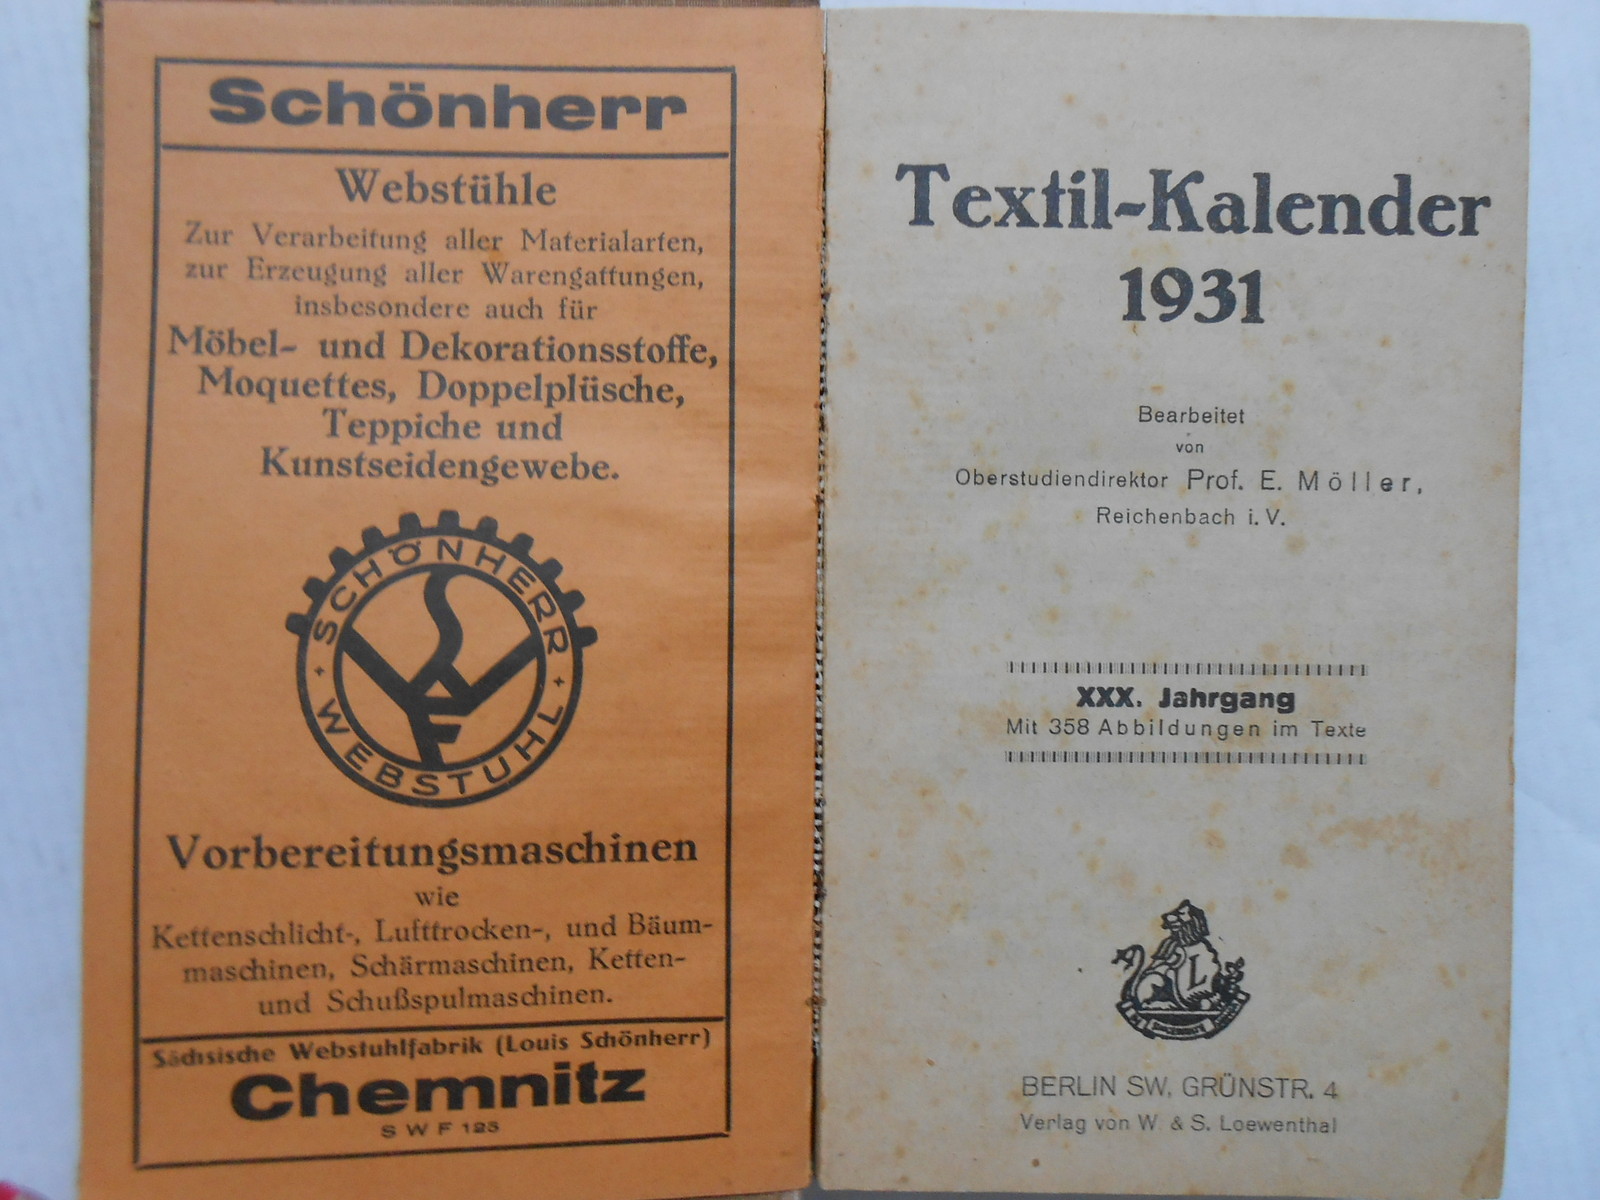 Schönherr
Webstühle
Zur Verarbeitung aller Materialarten,
zur Erzeugung aller Warengattungen,
insbesondere auch für
Möbel- und Dekorationsstoffe,
Moquettes, Doppelplüsche,
Teppiche und
Kunstseidengewebe.
SCHÖNHERR
WEBSTUHL
SWF
Vorbereitungsmaschinen
wie
Kettenschlicht-, Lufttrocken-, und Bäum-
maschinen, Schärmaschinen, Ketten-
und Schußspulmaschinen.
Sächsische Webstuhlfabrik (Louis Schönherr)
Chemnitz
SWF 125
Textil-Kalender
1931
Bearbeitet
von
Oberstudiendirektor Prof. E. Möller,
Reichenbach i. V.
XXX. Jahrgang
Mit 358 Abbildungen im Texte
L
BERLIN SW, GRÜNSTR. 4
Verlag von W. & S. Loewenthal